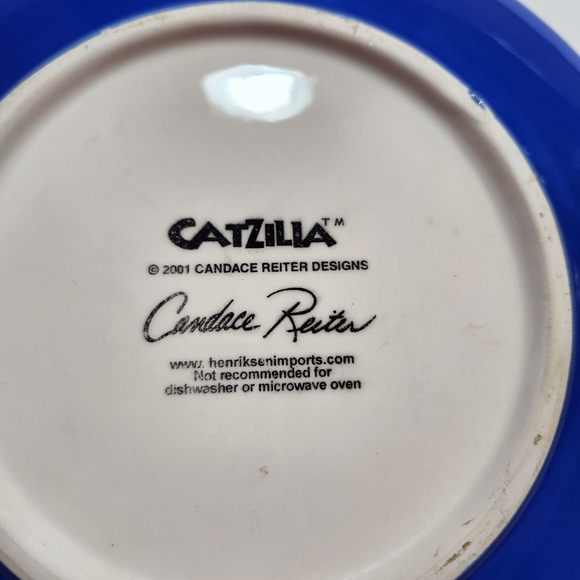 CATZILLA™
© 2001 CANDACE REITER DESIGNS
Candace Reiter
www.henriksenimports.com
Not recommended for
dishwasher or microwave oven